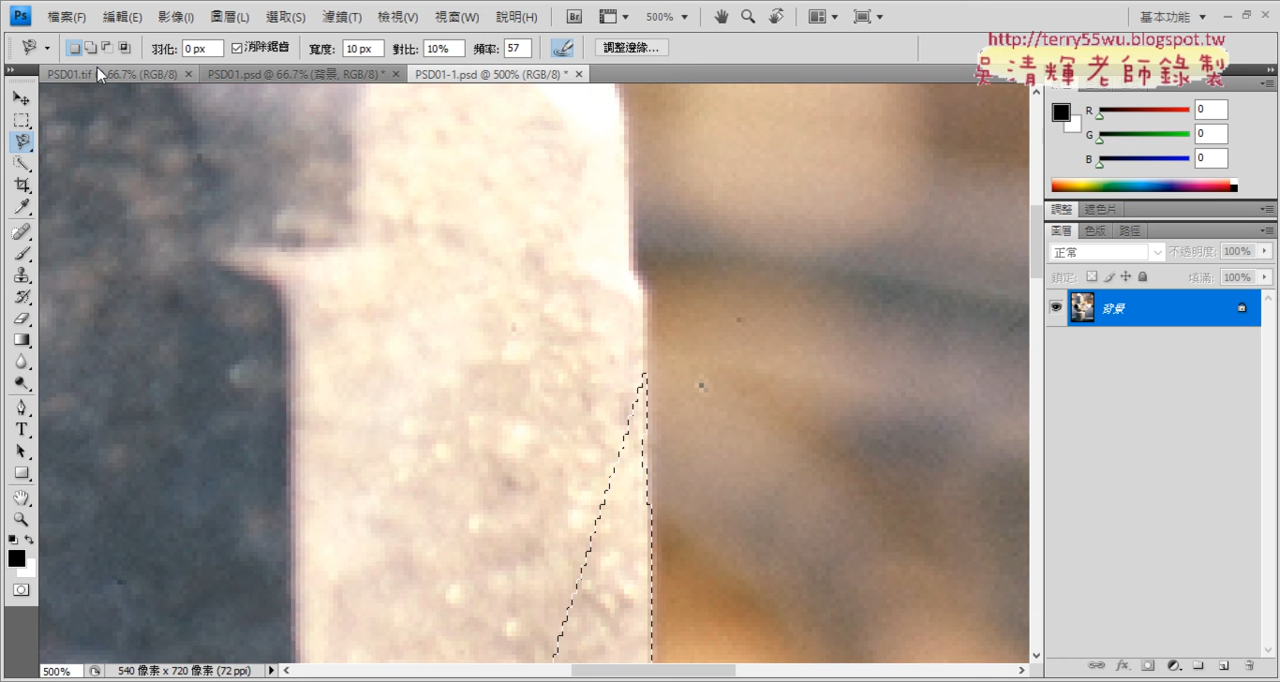 Ps 檔案(F) 編輯(E) 影像(I) 圖層(L) 選取(S) 濾鏡(T) 檢視(V) 視窗(W) 說明(H) Br 500% 基本功能
羽化: 0 px 消除鋸齒 寬度: 10 px 對比: 10% 頻率: 57 調整邊緣...
http://terry55wu.blogspot.tw
吳清輝老師錄製
PSD01.tif @ 66.7% (RGB/8) PSD01.psd @ 66.7% (背景, RGB/8) * PSD01-1.psd @ 500% (RGB/8) *
R 0
G 0
B 0
調整 遮色片
圖層 色版 路徑
正常 不透明度: 100%
鎖定: 填滿: 100%
背景
500% 540 像素 x 720 像素 (72 ppi)